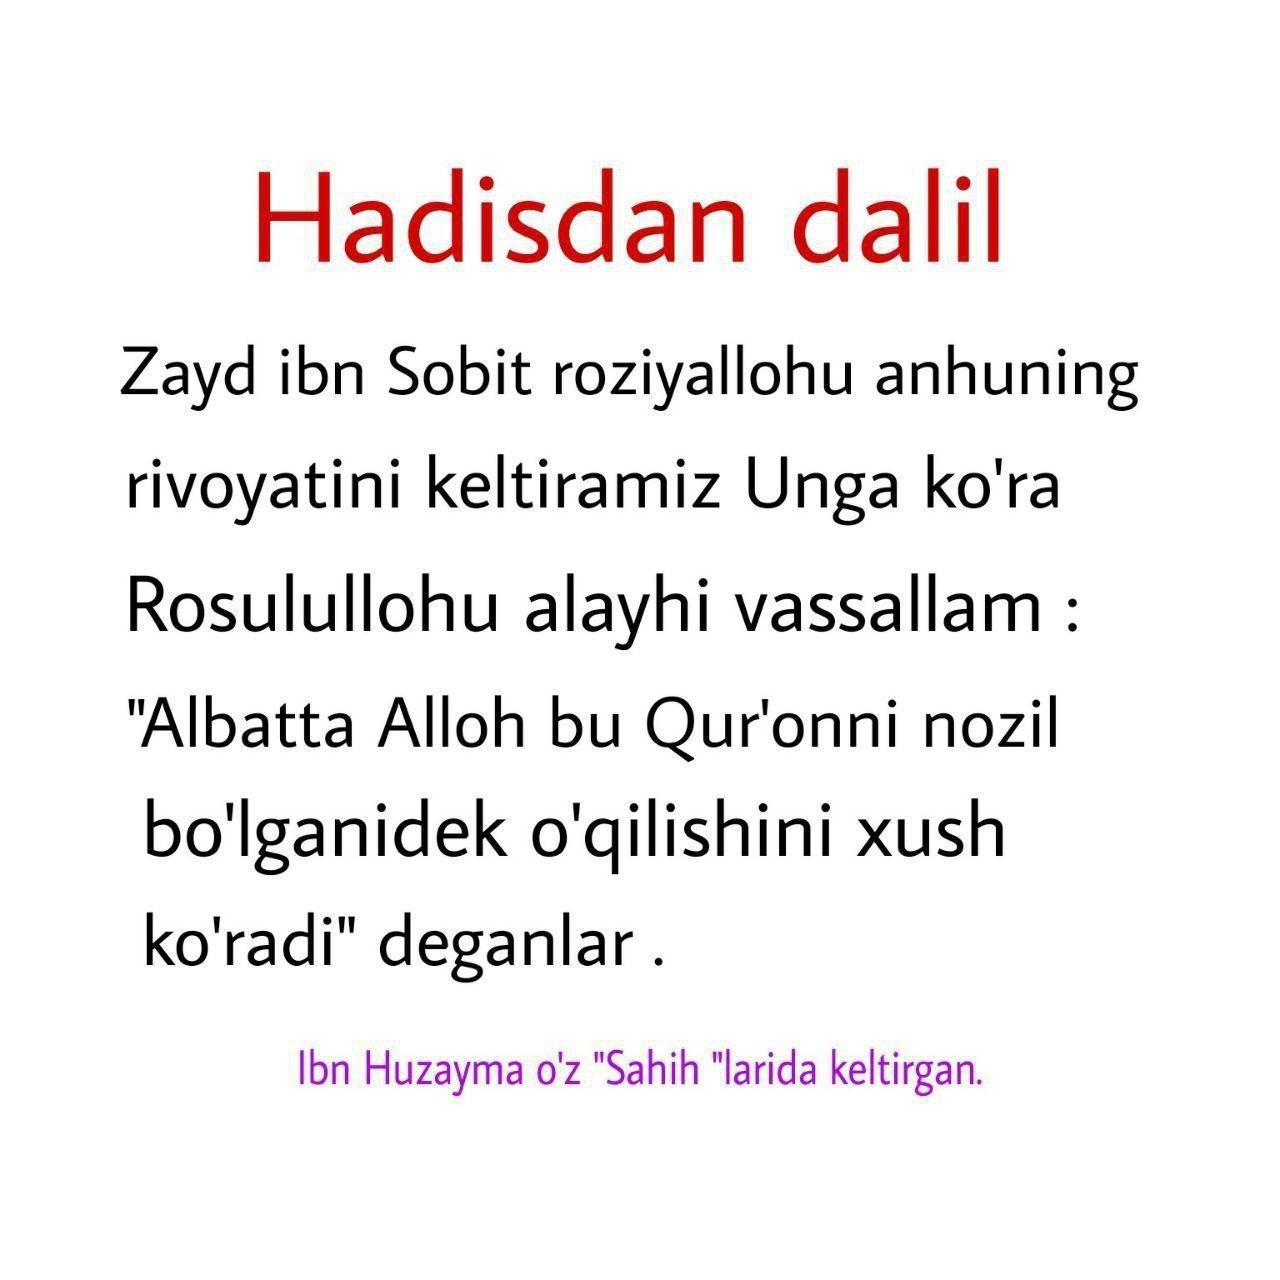 Hadisdan dalil
Zayd ibn Sobit roziyallohu anhuning
rivoyatini keltiramiz Unga ko'ra
Rosulullohu alayhi vassallam :
"Albatta Alloh bu Qur'onni nozil
bo'lganidek o'qilishini xush
ko'radi" deganlar .
Ibn Huzayma o'z "Sahih "larida keltirgan.